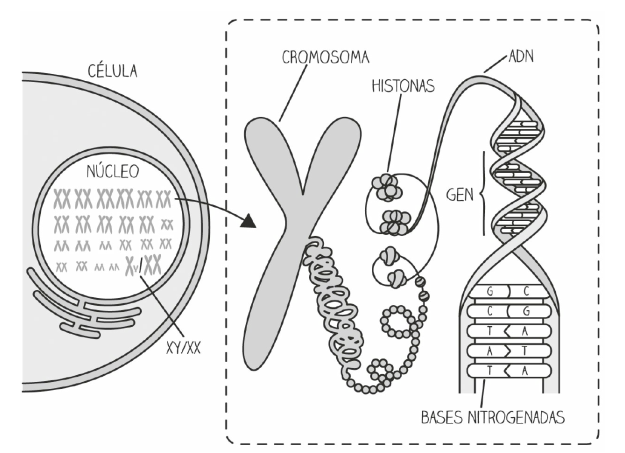 CÉLULA
NÚCLEO
XY/XX
CROMOSOMA
HISTONAS
ADN
GEN
G C
C G
T A
A T
T A
BASES NITROGENADAS